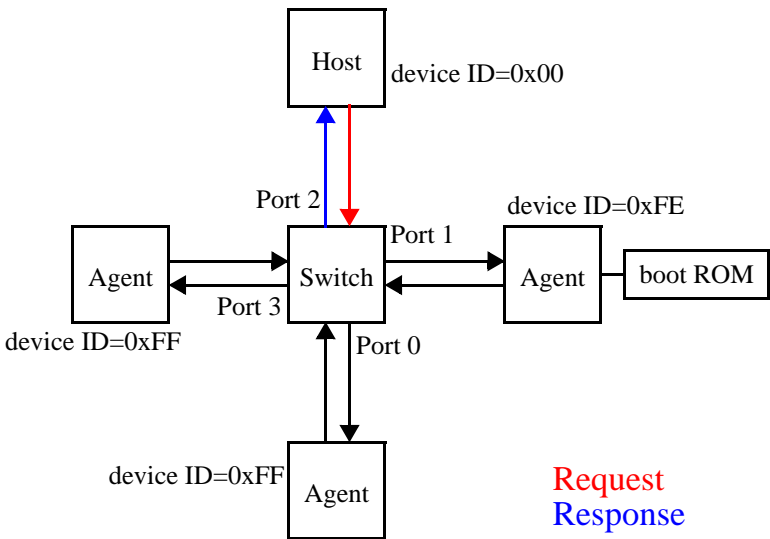 Host
device ID=0x00
Port 2
device ID=0xFE
Port 1
Agent
Switch
Agent
boot ROM
Port 3
device ID=0xFF
Port 0
device ID=0xFF
Agent
Request
Response